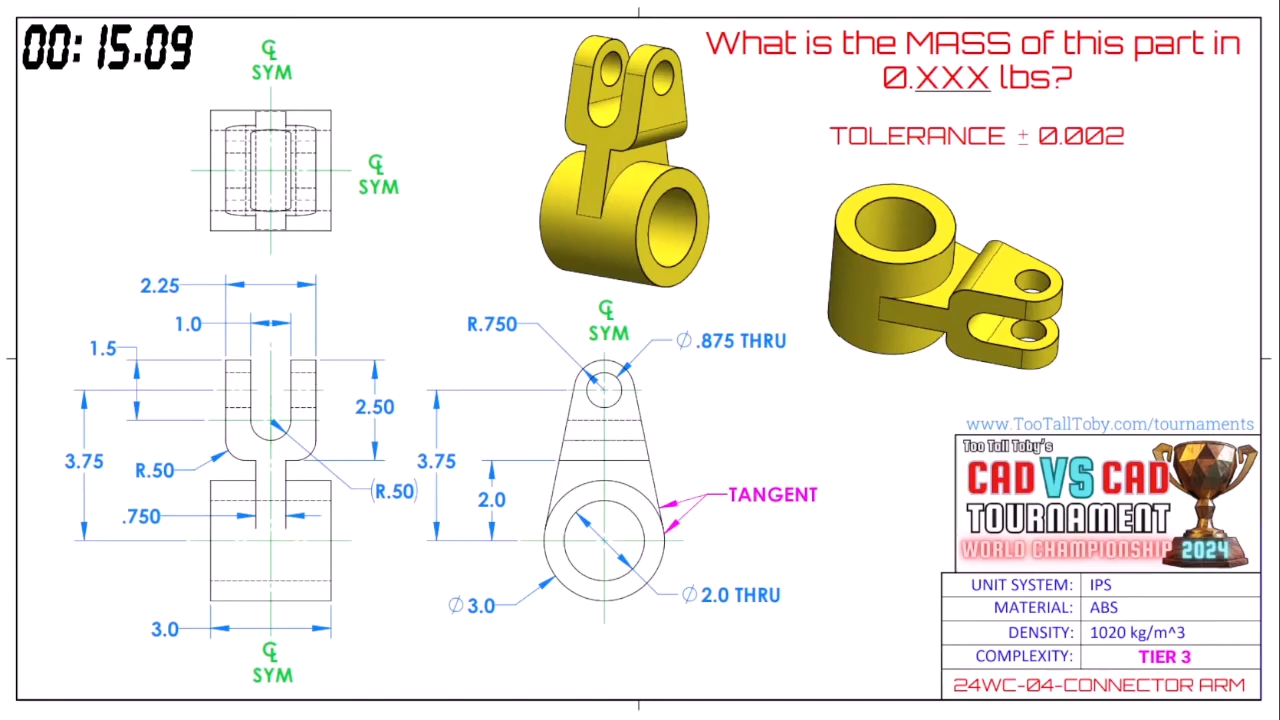 00:15.09
What is the MASS of this part in
0.XXX lbs?
TOLERANCE ± 0.002
℄
SYM
℄
SYM
2.25
1.0
1.5
2.50
3.75
R.50
(R.50)
.750
3.0
℄
SYM
℄
SYM
R.750
∅ .875 THRU
3.75
2.0
TANGENT
∅ 3.0
∅ 2.0 THRU
www.TooTallToby.com/tournaments
Too Tall Toby's
CAD VS CAD
TOURNAMENT
WORLD CHAMPIONSHIP 2024
UNIT SYSTEM: IPS
MATERIAL: ABS
DENSITY: 1020 kg/m^3
COMPLEXITY: TIER 3
24WC-04-CONNECTOR ARM